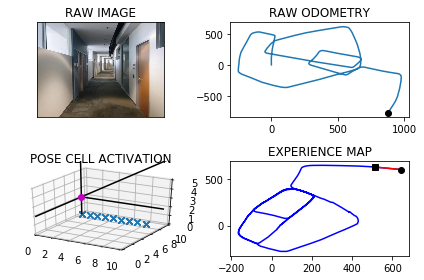 RAW IMAGE
RAW ODOMETRY
500
0
−500
0 500 1000
POSE CELL ACTIVATION
5
4
3
2
1
0
0 2 4 6 8 10
0 2 4 6 8 10
EXPERIENCE MAP
500
0
−200 0 200 400 600